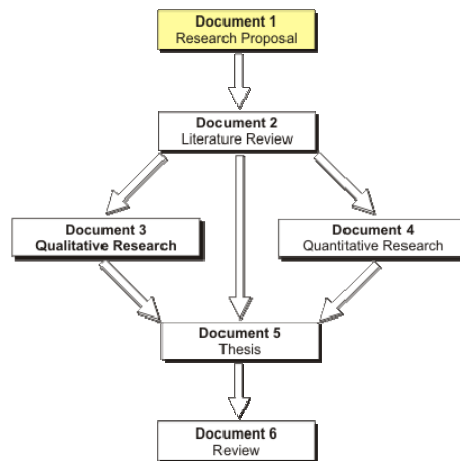 Document 1
Research Proposal
Document 2
Literature Review
Document 3
Qualitative Research
Document 4
Quantitative Research
Document 5
Thesis
Document 6
Review